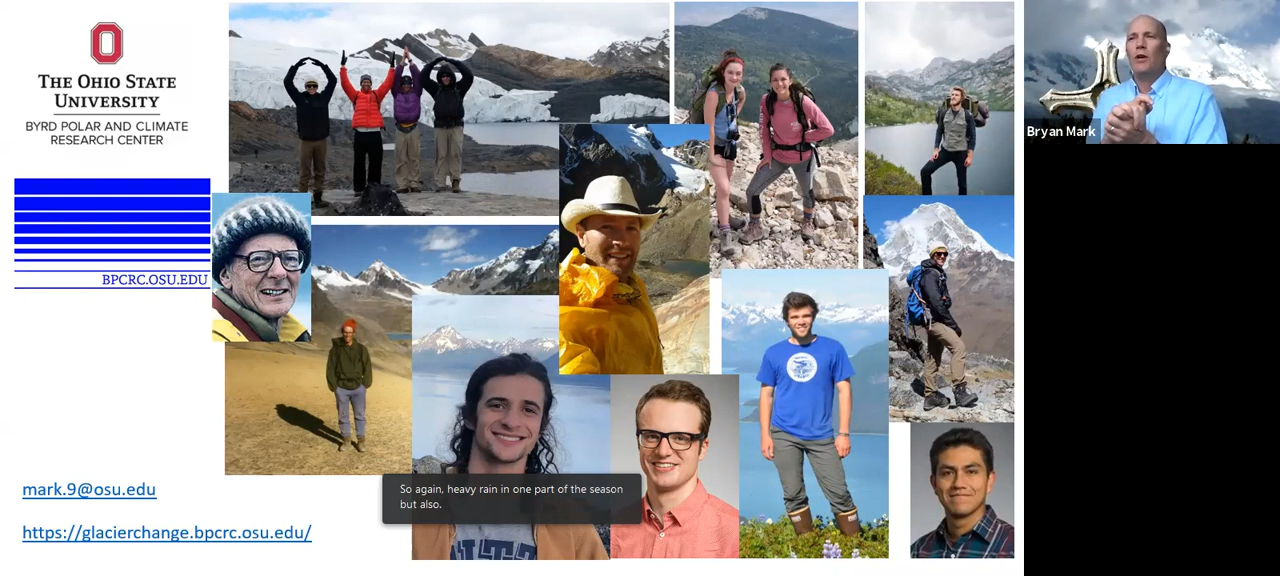 THE OHIO STATE
UNIVERSITY
BYRD POLAR AND CLIMATE
RESEARCH CENTER
BPCRC.OSU.EDU
mark.9@osu.edu
https://glacierchange.bpcrc.osu.edu/
So again, heavy rain in one part of the season
but also.
Bryan Mark